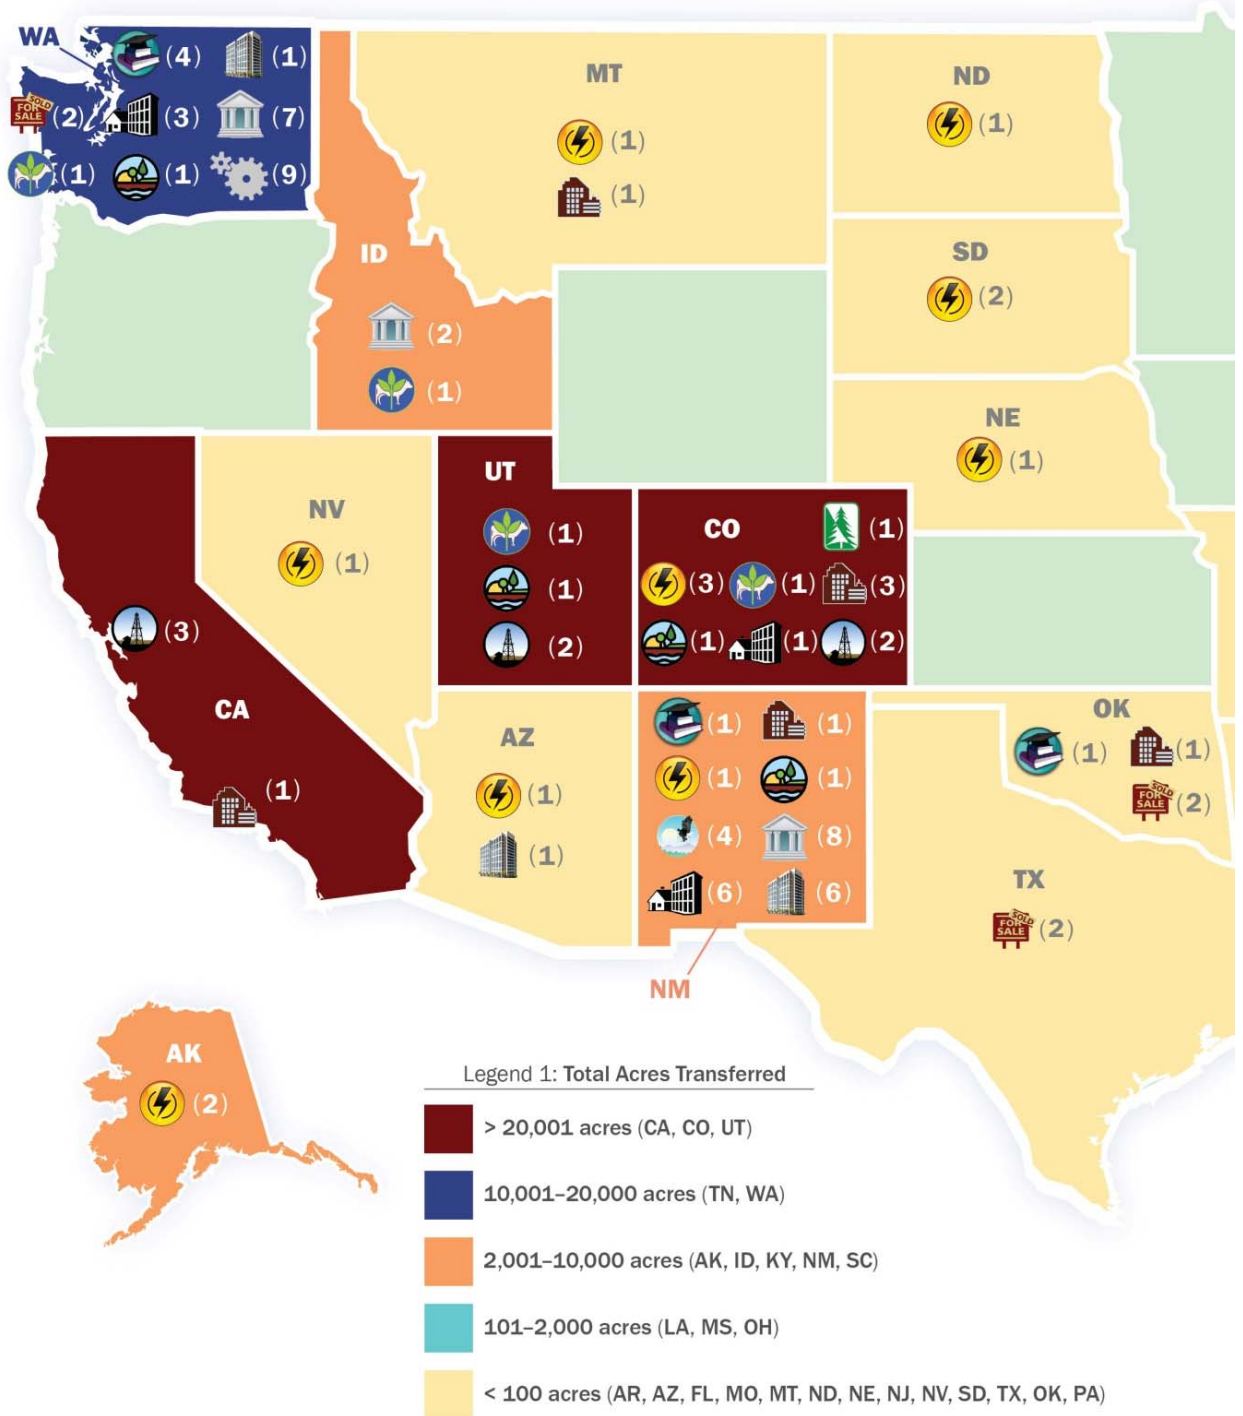 WA
(4) (1)
SOLD FOR SALE (2) (3) (7)
(1) (1) (9)
MT
(1)
(1)
ND
(1)
ID
(2)
(1)
SD
(2)
NE
(1)
NV
(1)
UT
(1)
(1)
(2)
CO (1)
(3) (1) (3)
(1) (1) (2)
(3)
CA
(1)
AZ
(1)
(1)
(1) (1)
(1) (1)
(4) (8)
(6) (6)
NM
OK
(1) (1)
SOLD FOR SALE (2)
TX
SOLD FOR SALE (2)
AK
(2)
Legend 1: Total Acres Transferred
> 20,001 acres (CA, CO, UT)
10,001–20,000 acres (TN, WA)
2,001–10,000 acres (AK, ID, KY, NM, SC)
101–2,000 acres (LA, MS, OH)
< 100 acres (AR, AZ, FL, MO, MT, ND, NE, NJ, NV, SD, TX, OK, PA)